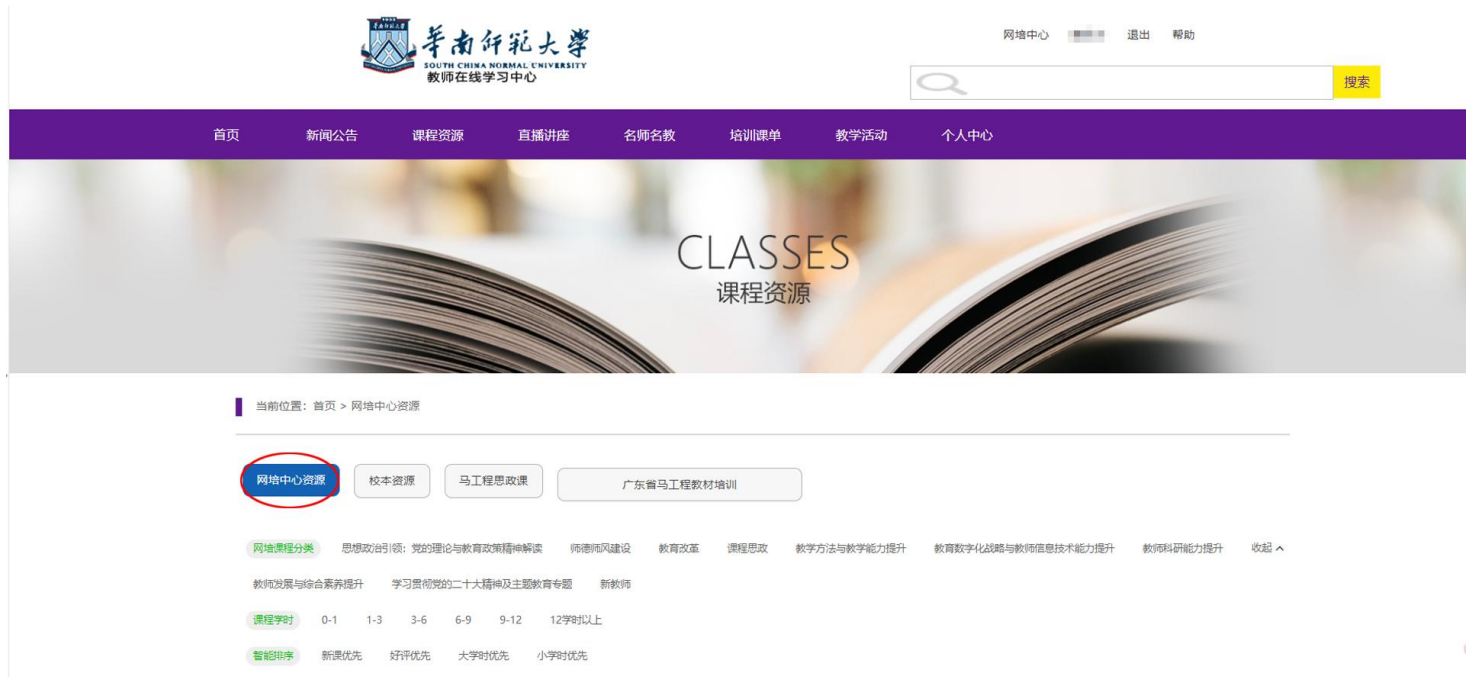 1933
华南师范大学
华南师范大学
SOUTH CHINA NORMAL UNIVERSITY
教师在线学习中心
网培中心 退出 帮助
搜索
首页 新闻公告 课程资源 直播讲座 名师名教 培训课单 教学活动 个人中心
CLASSES
课程资源
当前位置：首页 > 网培中心资源
网培中心资源 校本资源 马工程思政课 广东省马工程教材培训
网培课程分类 思想政治引领：党的理论与教育政策精神解读 师德师风建设 教育改革 课程思政 教学方法与教学能力提升 教育数字化战略与教师信息技术能力提升 教师科研能力提升 收起
教师发展与综合素养提升 学习贯彻党的二十大精神及主题教育专题 新教师
课程学时 0-1 1-3 3-6 6-9 9-12 12学时以上
智能排序 新课优先 好评优先 大学时优先 小学时优先